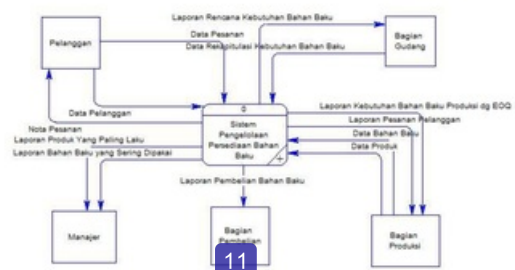 Laporan Rencana Kebutuhan Bahan Baku
Data Pesanan
Data Rekapitulasi Kebutuhan Bahan Baku
Pelanggan
Bagian
Gudang
Data Pelanggan
Nota Pesanan
Laporan Produk Yang Palling Laku
Laporan Bahan Baku yang Sering Dipakai
0
Sistem
Pengelolaan
Persediaan Bahan
Baku
+
Laporan Kebutuhan Bahan Baku Produksi dg EOQ
Laporan Pesanan Pelanggan
Data Bahan Baku
Data Produk
Laporan Pembelian Bahan Baku
Manajer
Bagian
Pembelian
Bagian
Produksi
11